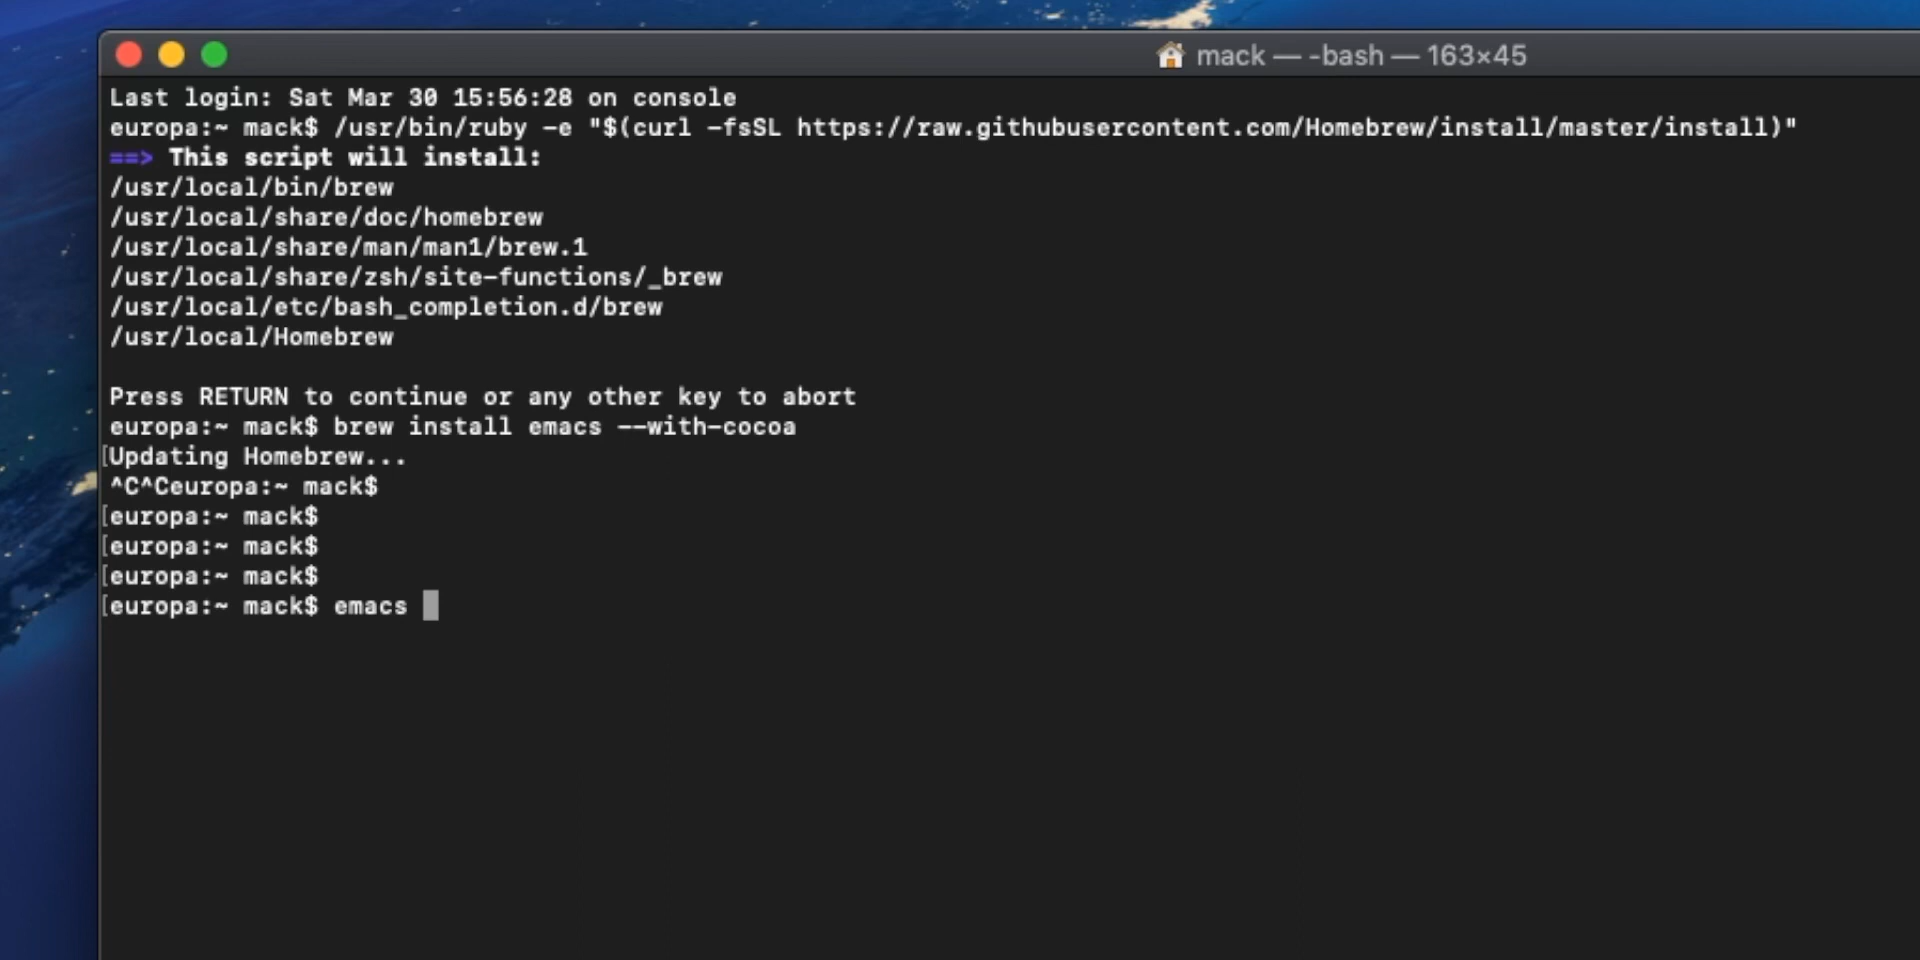 mack — -bash — 163×45
Last login: Sat Mar 30 15:56:28 on console
europa:~ mack$ /usr/bin/ruby -e "$(curl -fsSL https://raw.githubusercontent.com/Homebrew/install/master/install)"
==> This script will install:
/usr/local/bin/brew
/usr/local/share/doc/homebrew
/usr/local/share/man/man1/brew.1
/usr/local/share/zsh/site-functions/_brew
/usr/local/etc/bash_completion.d/brew
/usr/local/Homebrew
Press RETURN to continue or any other key to abort
europa:~ mack$ brew install emacs --with-cocoa
[Updating Homebrew...
^C^Ceuropa:~ mack$
[europa:~ mack$
[europa:~ mack$
[europa:~ mack$
[europa:~ mack$ emacs